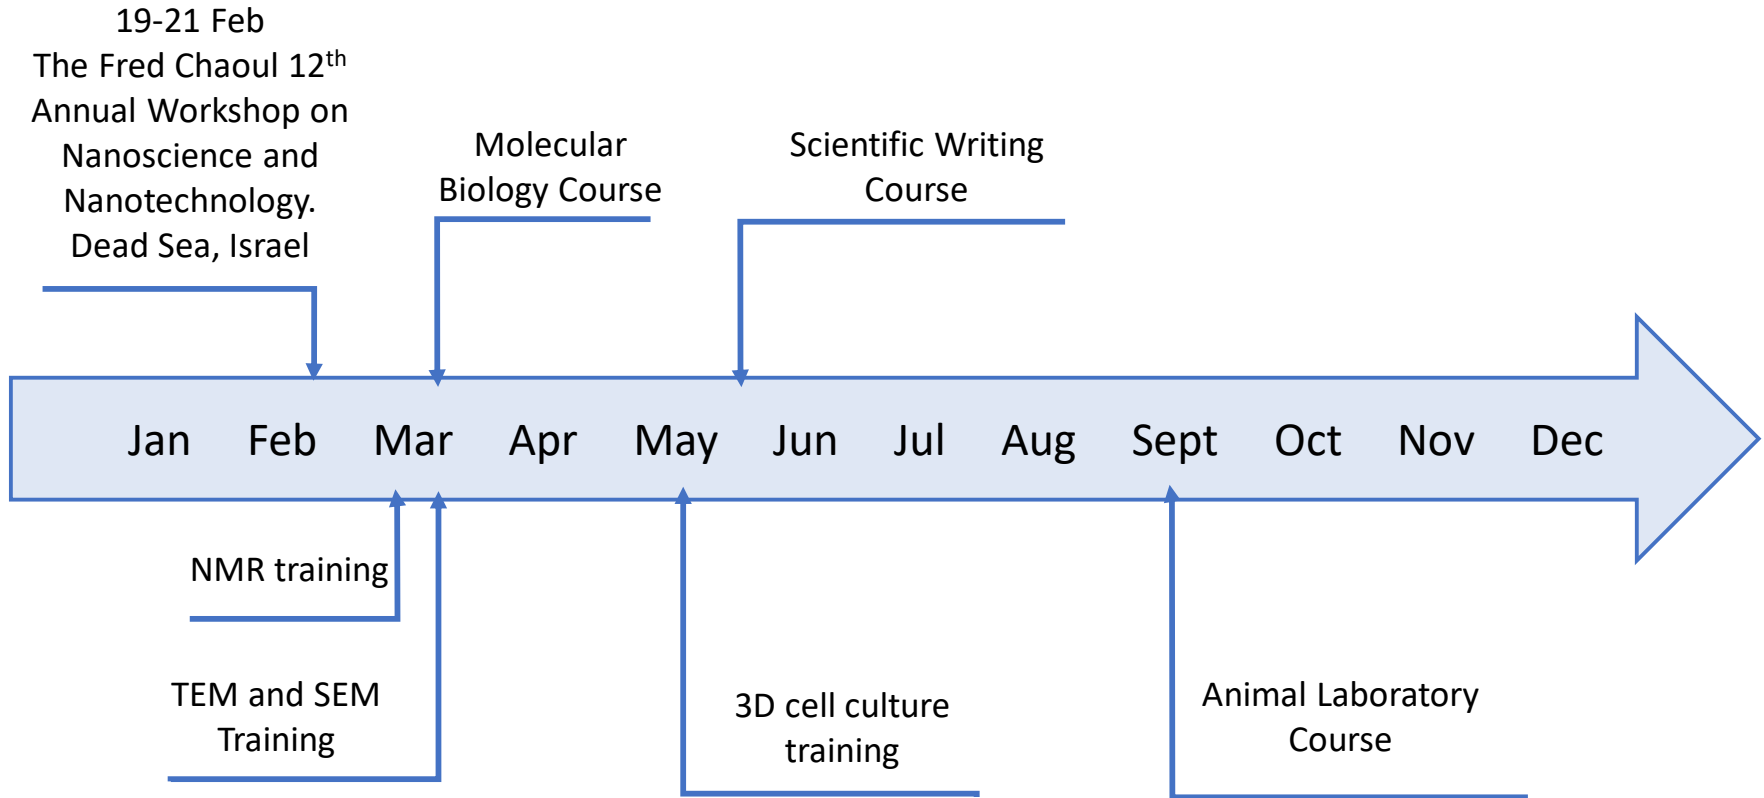 19-21 Feb
The Fred Chaoul 12th
Annual Workshop on
Nanoscience and
Nanotechnology.
Dead Sea, Israel
Molecular
Biology Course
Scientific Writing
Course
Jan Feb Mar Apr May Jun Jul Aug Sept Oct Nov Dec
NMR training
TEM and SEM
Training
3D cell culture
training
Animal Laboratory
Course